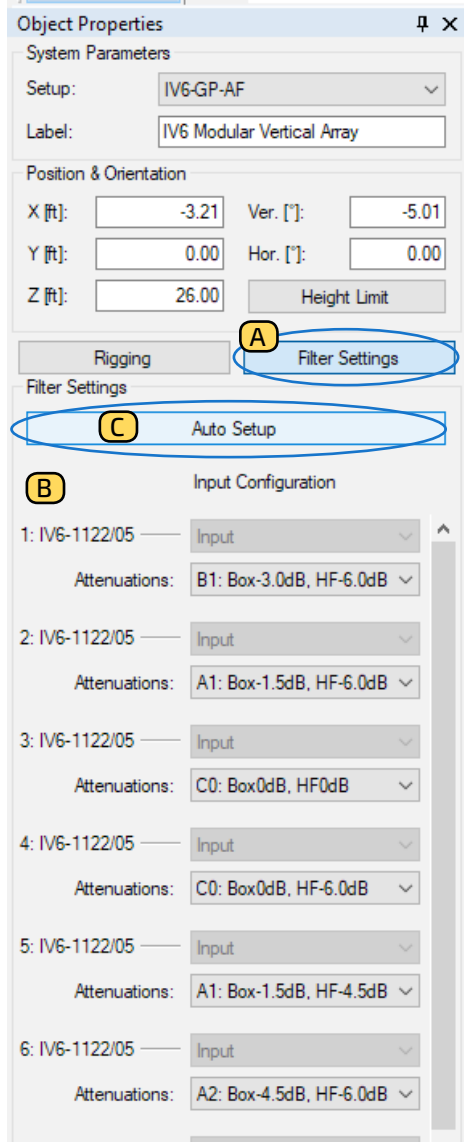 Object Properties
System Parameters
Setup: IV6-GP-AF
Label: IV6 Modular Vertical Array
Position & Orientation
X [ft]: -3.21 Ver. [°]: -5.01
Y [ft]: 0.00 Hor. [°]: 0.00
Z [ft]: 26.00 Height Limit
A
Rigging Filter Settings
Filter Settings
C Auto Setup
B Input Configuration
1: IV6-1122/05 Input
Attenuations: B1: Box-3.0dB, HF-6.0dB
2: IV6-1122/05 Input
Attenuations: A1: Box-1.5dB, HF-6.0dB
3: IV6-1122/05 Input
Attenuations: C0: Box0dB, HF0dB
4: IV6-1122/05 Input
Attenuations: C0: Box0dB, HF-6.0dB
5: IV6-1122/05 Input
Attenuations: A1: Box-1.5dB, HF-4.5dB
6: IV6-1122/05 Input
Attenuations: A2: Box-4.5dB, HF-6.0dB